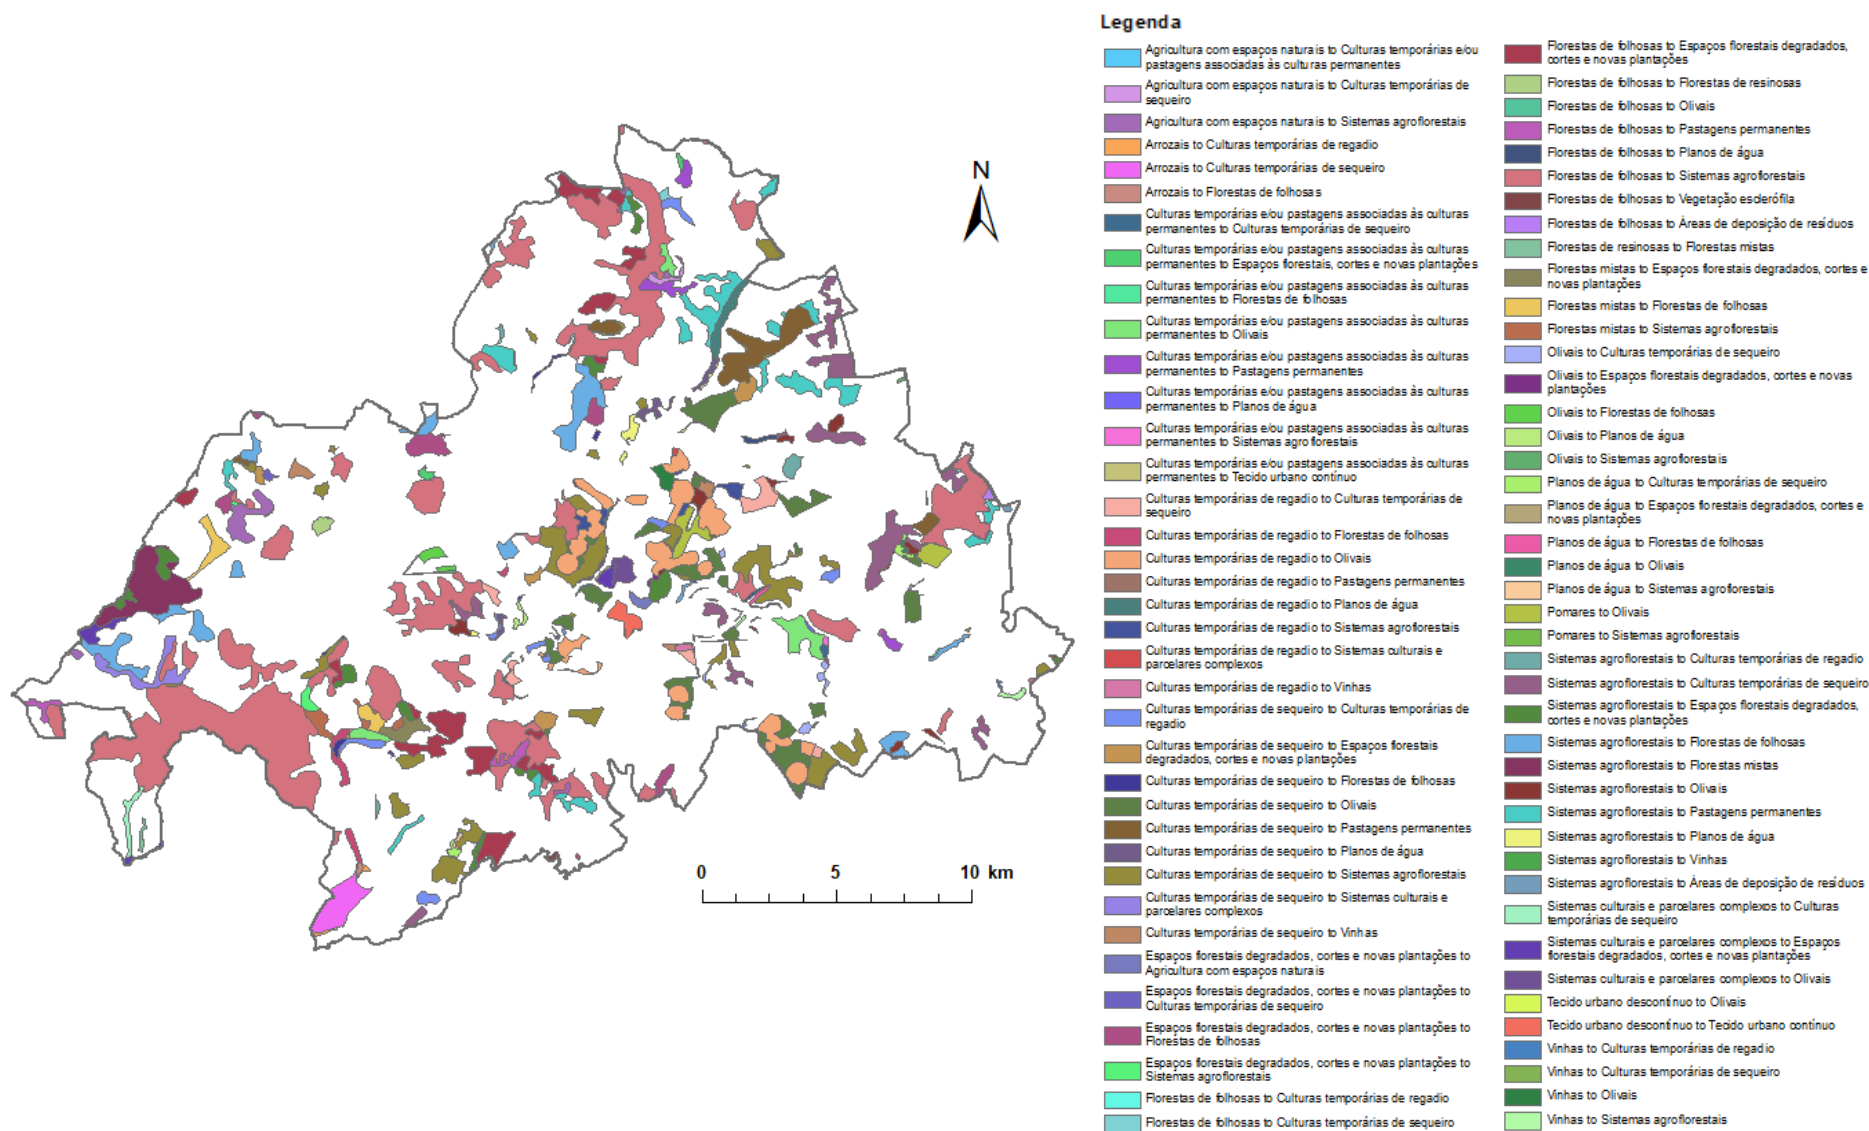 Legenda
Agricultura com espaços naturais to Culturas temporárias e/ou
pastagens associadas às culturas permanentes
Agricultura com espaços naturais to Culturas temporárias de
sequeiro
Agricultura com espaços naturais to Sistemas agroflorestais
Arrozais to Culturas temporárias de regadio
Arrozais to Culturas temporárias de sequeiro
Arrozais to Florestas de folhosas
Culturas temporárias e/ou pastagens associadas às culturas
permanentes to Culturas temporárias de sequeiro
Culturas temporárias e/ou pastagens associadas às culturas
permanentes to Espaços forestais, cortes e novas plantações
Culturas temporárias e/ou pastagens associadas às culturas
permanentes to Florestas de folhosas
Culturas temporárias e/ou pastagens associadas às culturas
permanentes to Olivais
Culturas temporárias e/ou pastagens associadas às culturas
permanentes to Pastagens permanentes
Culturas temporárias e/ou pastagens associadas às culturas
permanentes to Planos de água
Culturas temporárias e/ou pastagens associadas às culturas
permanentes to Sistemas agroflorestais
Culturas temporárias e/ou pastagens associadas às culturas
permanentes to Tecido urbano contínuo
Culturas temporárias de regadio to Culturas temporárias de
sequeiro
Culturas temporárias de regadio to Florestas de folhosas
Culturas temporárias de regadio to Olivais
Culturas temporárias de regadio to Pastagens permanentes
Culturas temporárias de regadio to Planos de água
Culturas temporárias de regadio to Sistemas agroflorestais
Culturas temporárias de regadio to Sistemas culturais e
parcelares complexos
Culturas temporárias de regadio to Vinhas
Culturas temporárias de sequeiro to Culturas temporárias de
regadio
Culturas temporárias de sequeiro to Espaços florestais
degradados, cortes e novas plantações
Culturas temporárias de sequeiro to Florestas de folhosas
Culturas temporárias de sequeiro to Olivais
Culturas temporárias de sequeiro to Pastagens permanentes
Culturas temporárias de sequeiro to Planos de água
Culturas temporárias de sequeiro to Sistemas agroflorestais
Culturas temporárias de sequeiro to Sistemas culturais e
parcelares complexos
Culturas temporárias de sequeiro to Vinhas
Espaços florestais degradados, cortes e novas plantações to
Agricultura com espaços naturais
Espaços florestais degradados, cortes e novas plantações to
Culturas temporárias de sequeiro
Espaços florestais degradados, cortes e novas plantações to
Florestas de folhosas
Espaços florestais degradados, cortes e novas plantações to
Sistemas agroflorestais
Florestas de folhosas to Culturas temporárias de regadio
Florestas de folhosas to Culturas temporárias de sequeiro
Florestas de folhosas to Espaços florestais degradados,
cortes e novas plantações
Florestas de folhosas to Florestas de resinosas
Florestas de folhosas to Olivais
Florestas de folhosas to Pastagens permanentes
Florestas de folhosas to Planos de água
Florestas de folhosas to Sistemas agroflorestais
Florestas de folhosas to Vegetação esclerófila
Florestas de folhosas to Áreas de deposição de resíduos
Florestas de resinosas to Florestas mistas
Florestas mistas to Espaços florestais degradados, cortes e
novas plantações
Florestas mistas to Florestas de folhosas
Florestas mistas to Sistemas agroflorestais
Olivais to Culturas temporárias de sequeiro
Olivais to Espaços florestais degradados, cortes e novas
plantações
Olivais to Florestas de folhosas
Olivais to Planos de água
Olivais to Sistemas agroflorestais
Planos de água to Culturas temporárias de sequeiro
Planos de água to Espaços florestais degradados, cortes e
novas plantações
Planos de água to Florestas de folhosas
Planos de água to Olivais
Planos de água to Sistemas agroflorestais
Pomares to Olivais
Pomares to Sistemas agroflorestais
Sistemas agroflorestais to Culturas temporárias de regadio
Sistemas agroflorestais to Culturas temporárias de sequeiro
Sistemas agroflorestais to Espaços florestais degradados,
cortes e novas plantações
Sistemas agroflorestais to Florestas de folhosas
Sistemas agroflorestais to Florestas mistas
Sistemas agroflorestais to Olivais
Sistemas agroflorestais to Pastagens permanentes
Sistemas agroflorestais to Planos de água
Sistemas agroflorestais to Vinhas
Sistemas agroflorestais to Áreas de deposição de resíduos
Sistemas culturais e parcelares complexos to Culturas
temporárias de sequeiro
Sistemas culturais e parcelares complexos to Espaços
florestais degradados, cortes e novas plantações
Sistemas culturais e parcelares complexos to Olivais
Tecido urbano descontínuo to Olivais
Tecido urbano descontínuo to Tecido urbano contínuo
Vinhas to Culturas temporárias de regadio
Vinhas to Culturas temporárias de sequeiro
Vinhas to Olivais
Vinhas to Sistemas agroflorestais
N
0 5 10 km